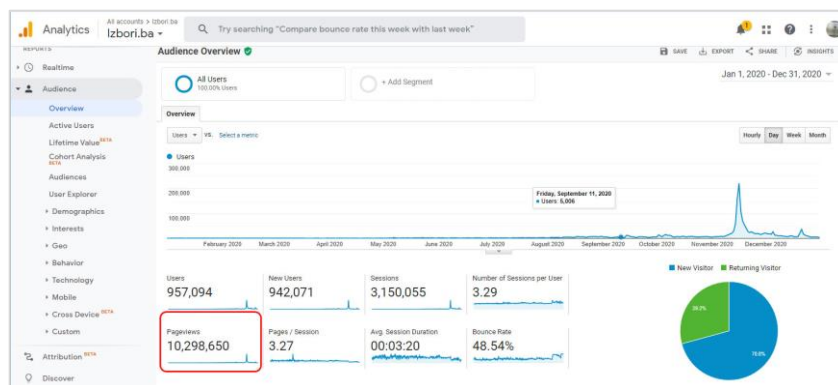 Analytics
All accounts > Izbori.ba
Izbori.ba
Try searching "Compare bounce rate this week with last week"
REPORTS
Realtime
Audience
Overview
Active Users
Lifetime Value BETA
Cohort Analysis
BETA
Audiences
User Explorer
Demographics
Interests
Geo
Behavior
Technology
Mobile
Cross Device BETA
Custom
Attribution BETA
Discover
Audience Overview
SAVE EXPORT SHARE INSIGHTS
All Users
100.00% Users
+ Add Segment
Jan 1, 2020 - Dec 31, 2020
Overview
Users VS. Select a metric
Hourly Day Week Month
Users
300,000
200,000
100,000
Friday, September 11, 2020
Users: 5,006
February 2020 March 2020 April 2020 May 2020 June 2020 July 2020 August 2020 September 2020 October 2020 November 2020 December 2020
New Visitor Returning Visitor
Users
957,094
New Users
942,071
Sessions
3,150,055
Number of Sessions per User
3.29
Pageviews
10,298,650
Pages / Session
3.27
Avg. Session Duration
00:03:20
Bounce Rate
48.54%